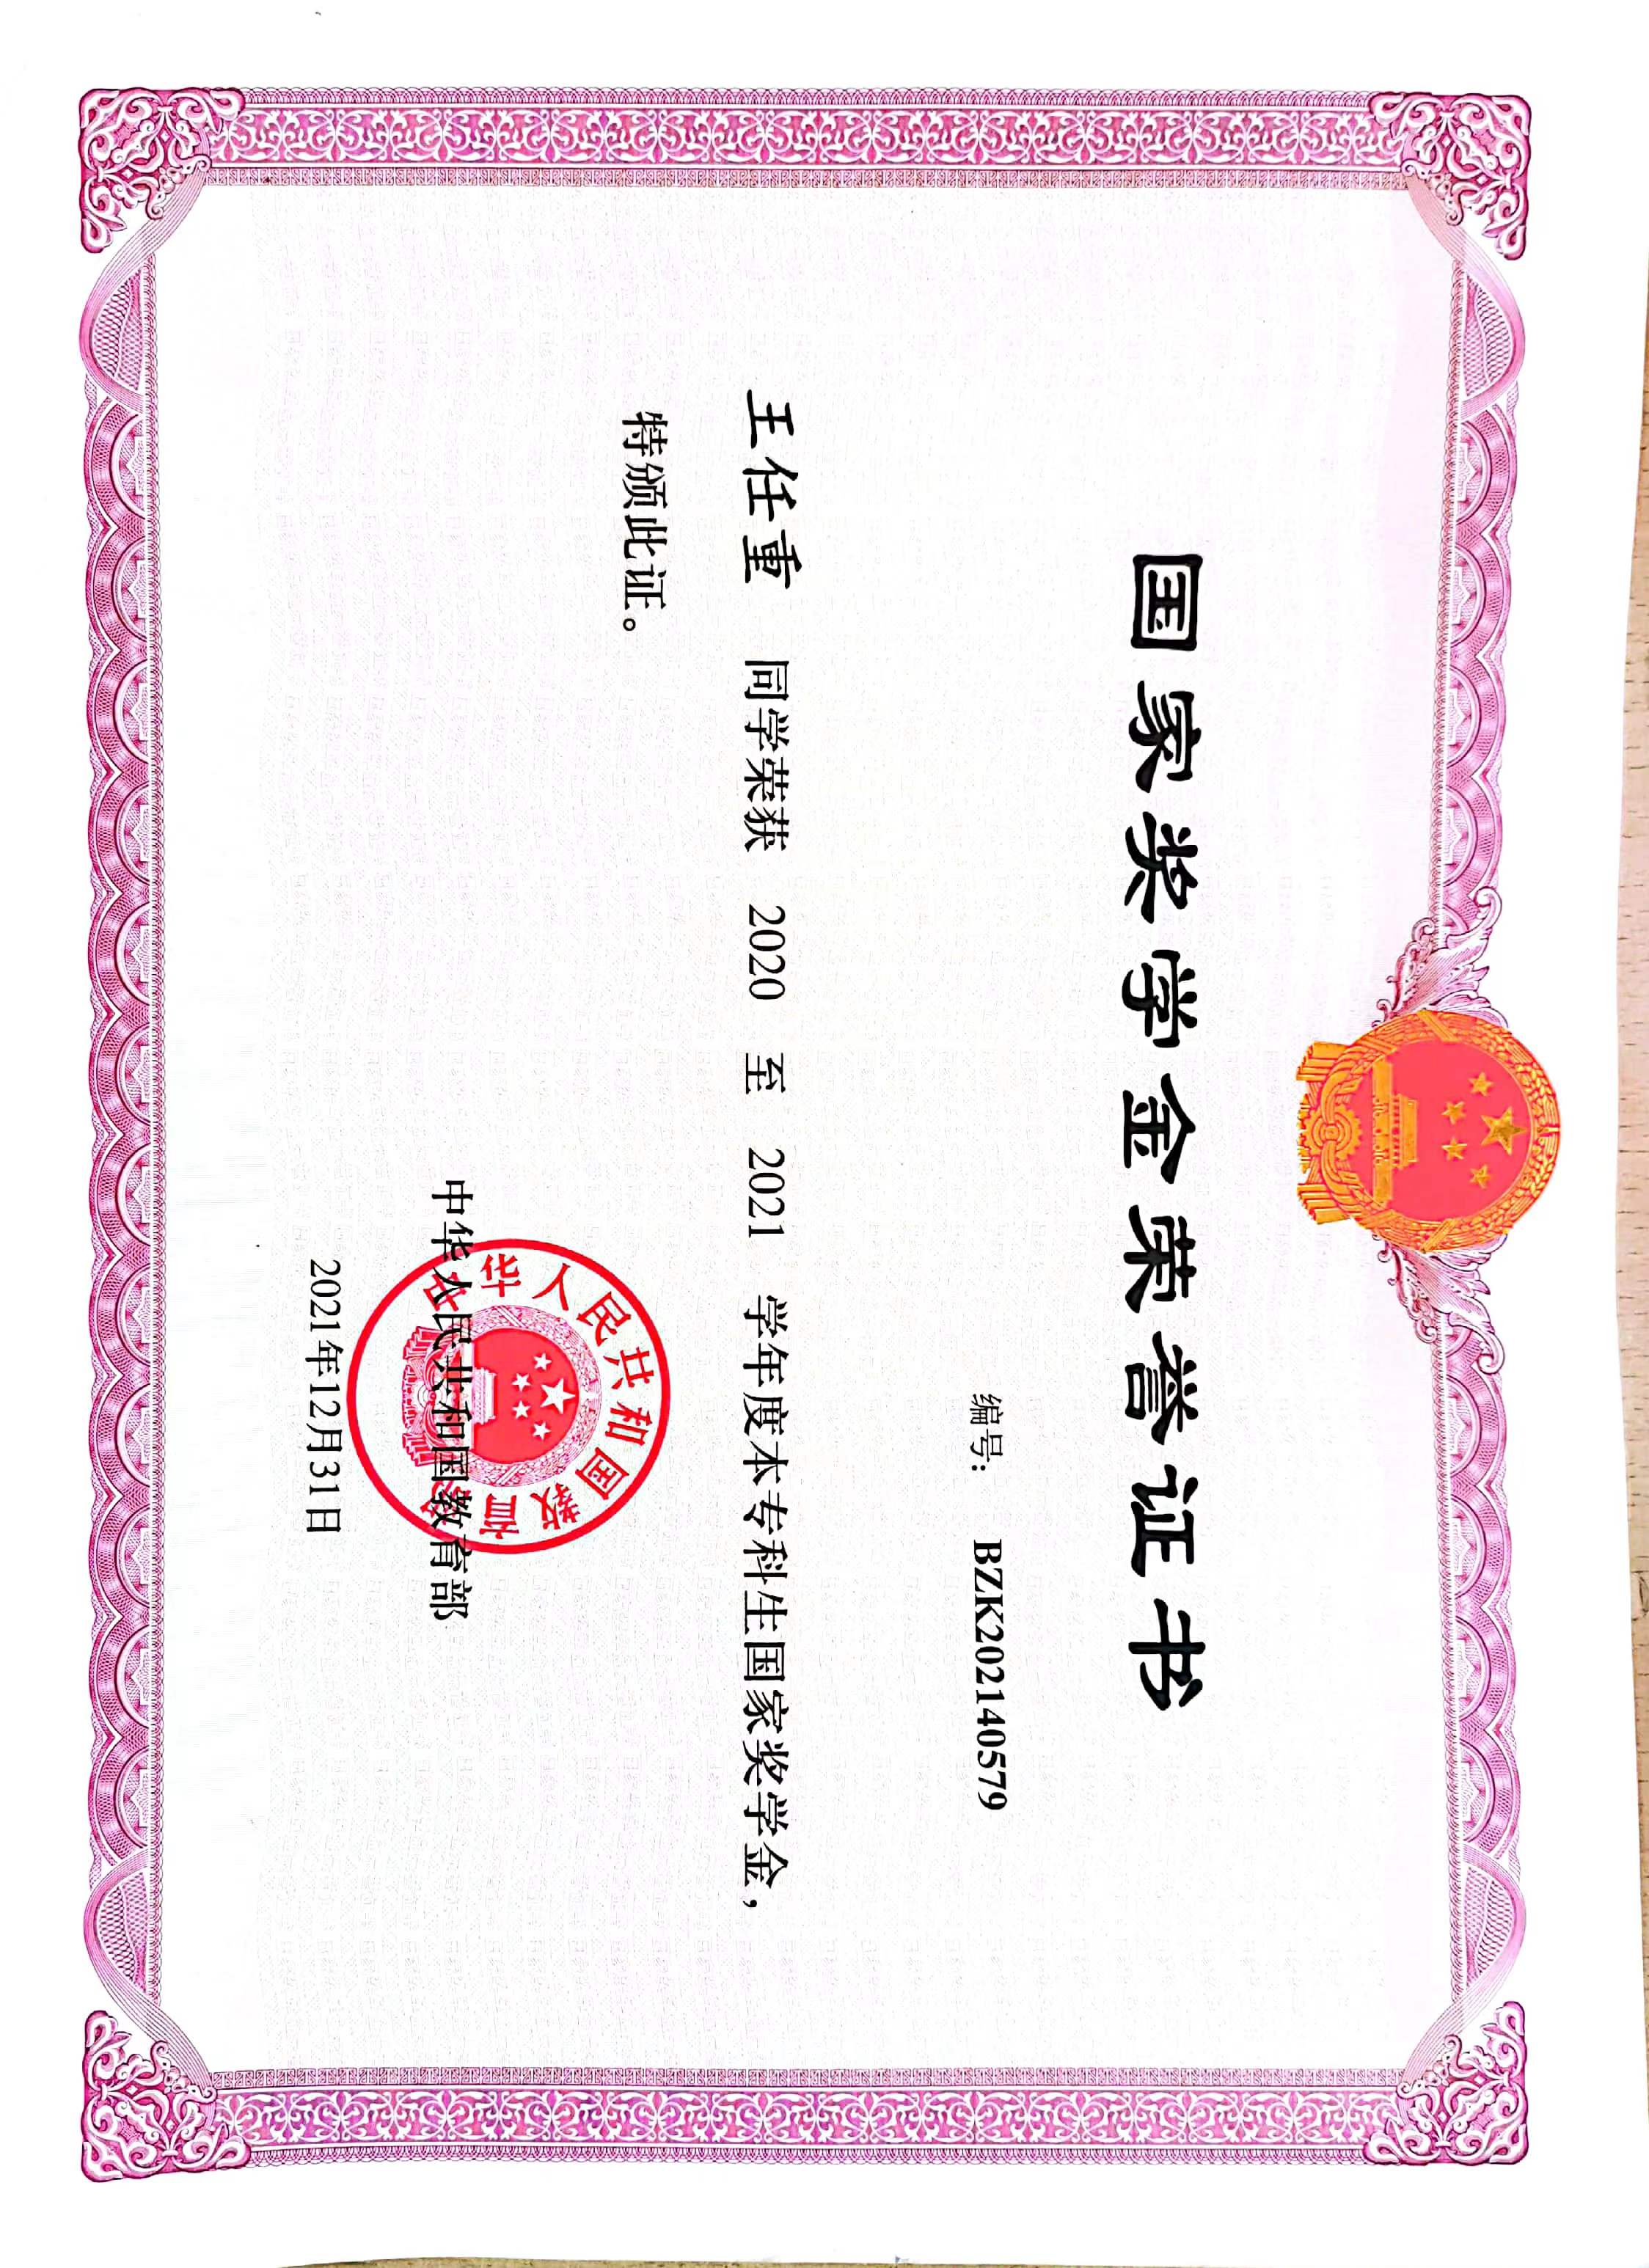 国家奖学金荣誉证书
编号： BZK202140579
王任重 同学荣获 2020 至 2021 学年度本专科生国家奖学金，
特颁此证。
中华人民共和国教育部
中华人民共和国教育部
2021年12月31日